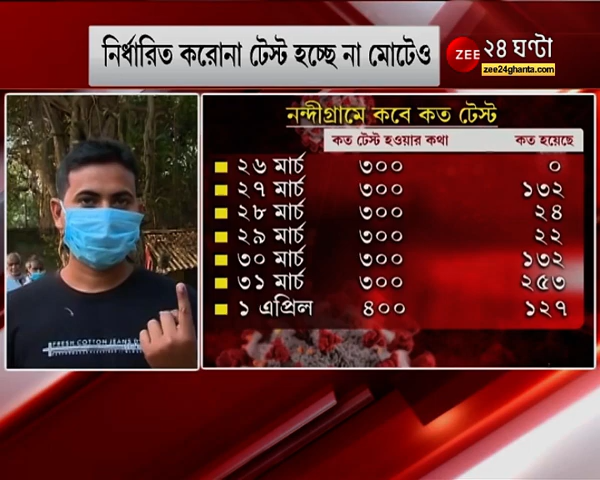 নির্ধারিত করোনা টেস্ট হচ্ছে না মোটেও
ZEE ২৪ ঘণ্টা
zee24ghanta.com
নন্দীগ্রামে কবে কত টেস্ট
কত টেস্ট হওয়ার কথা কত হয়েছে
২৬ মার্চ ৩০০ ০
২৭ মার্চ ৩০০ ১৩২
২৮ মার্চ ৩০০ ২৪
২৯ মার্চ ৩০০ ২২
৩০ মার্চ ৩০০ ১৩২
৩১ মার্চ ৩০০ ২৫৩
১ এপ্রিল ৪০০ ১২৭
FRESH COTTON JEANS